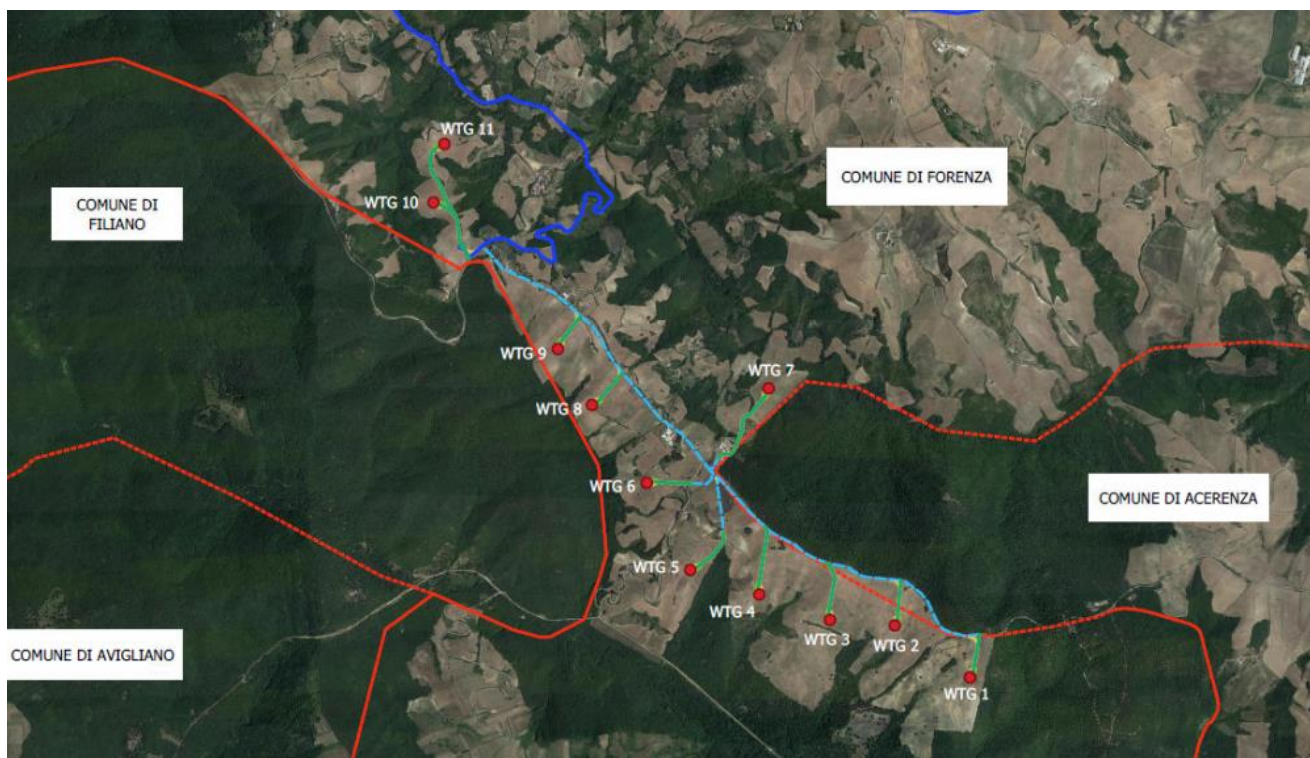 WTG 11
COMUNE DI FORENZA
COMUNE DI
FILIANO
WTG 10
WTG 9
WTG 7
WTG 8
WTG 6
COMUNE DI ACERENZA
WTG 5
WTG 4
WTG 3
WTG 2
COMUNE DI AVIGLIANO
WTG 1